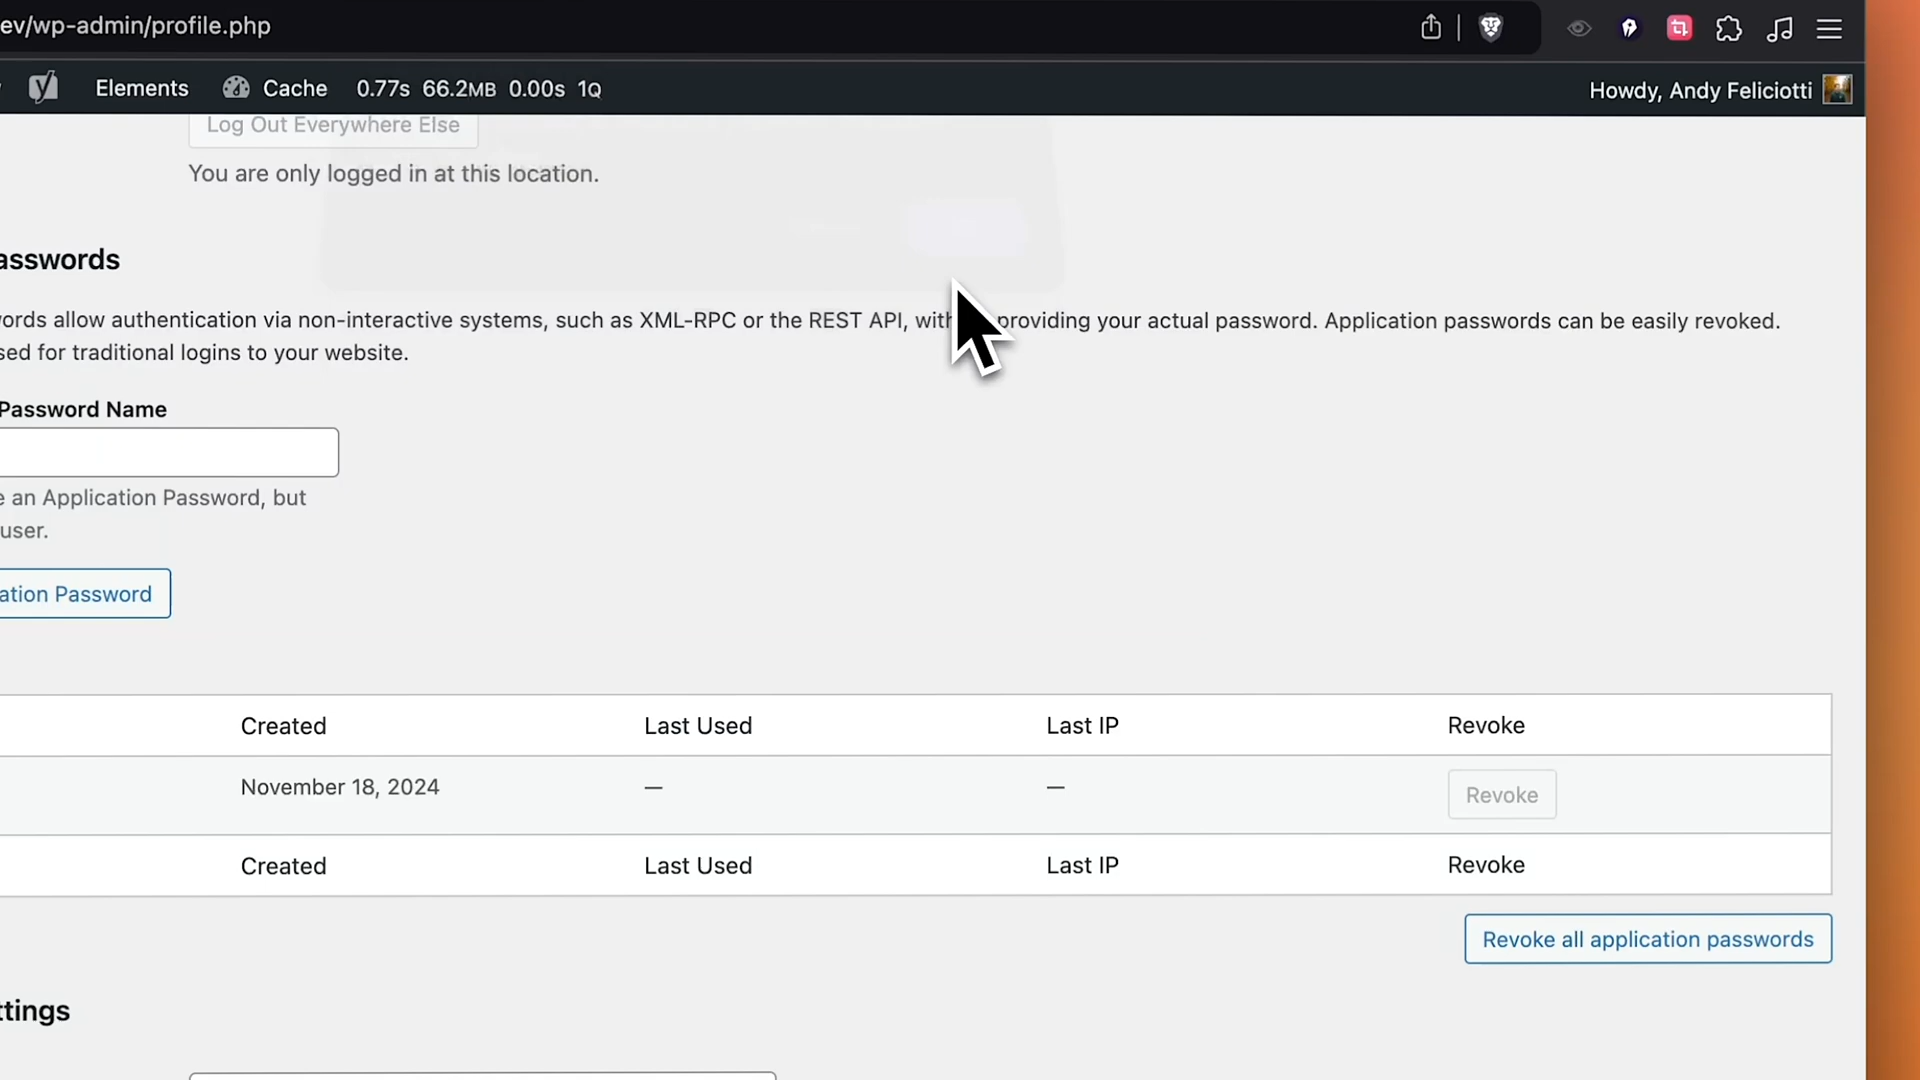 ev/wp-admin/profile.php
Elements Cache 0.77s 66.2MB 0.00s 1Q Howdy, Andy Feliciotti
Log Out Everywhere Else
You are only logged in at this location.
asswords
ords allow authentication via non-interactive systems, such as XML-RPC or the REST API, with providing your actual password. Application passwords can be easily revoked.
sed for traditional logins to your website.
Password Name
e an Application Password, but
user.
ation Password
Created Last Used Last IP Revoke
November 18, 2024 — — Revoke
Created Last Used Last IP Revoke
Revoke all application passwords
ttings